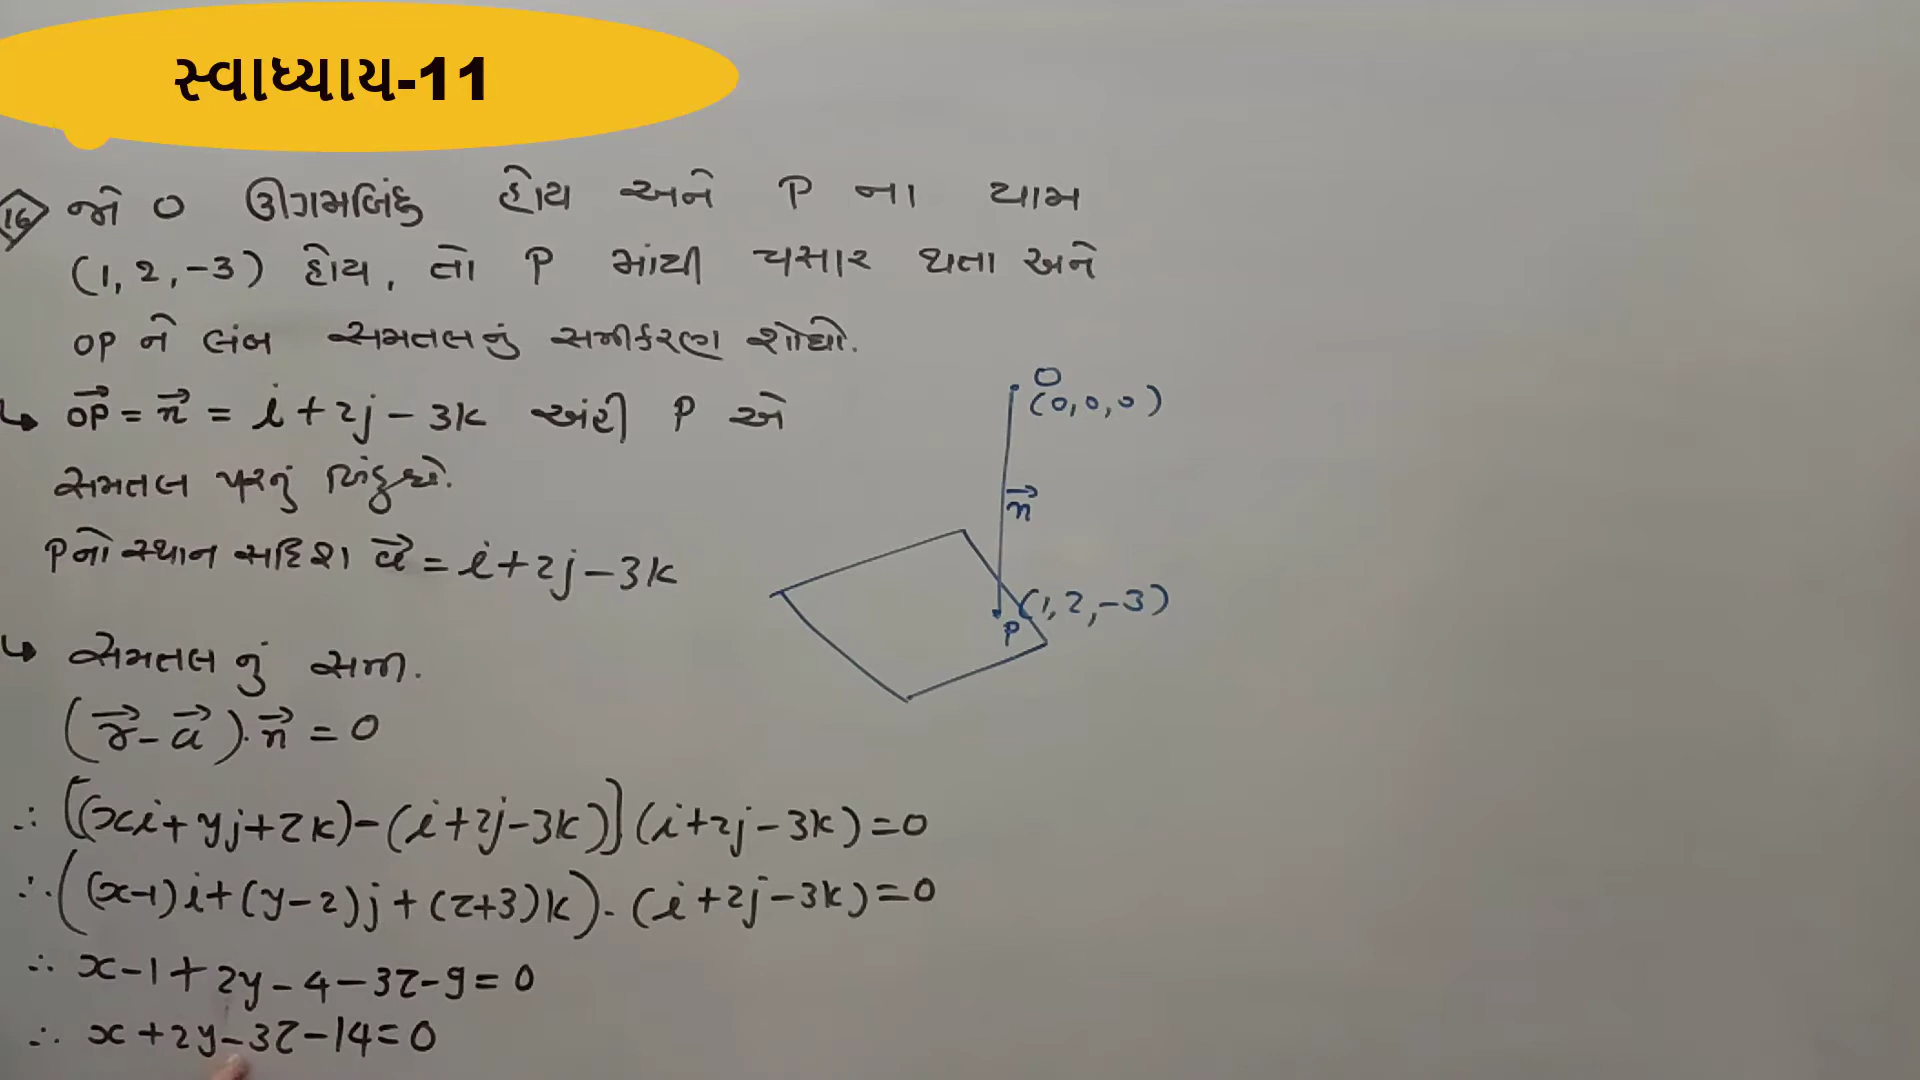 સ્વાધ્યાય-11
16 જો O ઊગમબિંદુ હોય અને P ના યામ
(1, 2, -3) હોય, તો P માંથી પસાર થતા અને
OP ને લંબ સમતલનું સમીકરણ શોધો.
↳ OP⃗ = n⃗ = i + 2j - 3k અહીં P એ
સમતલ પરનું બિંદુ છે.
P નો સ્થાન સદિશ a⃗ = i + 2j - 3k
O
(0, 0, 0)
n⃗
(1, 2, -3)
P
↳ સમતલ નું સમી.
(r⃗ - a⃗) · n⃗ = 0
∴ [(xi + yj + zk) - (i + 2j - 3k)] (i + 2j - 3k) = 0
∴ ((x-1)i + (y-2)j + (z+3)k) · (i + 2j - 3k) = 0
∴ x - 1 + 2y - 4 - 3z - 9 = 0
∴ x + 2y - 3z - 14 = 0